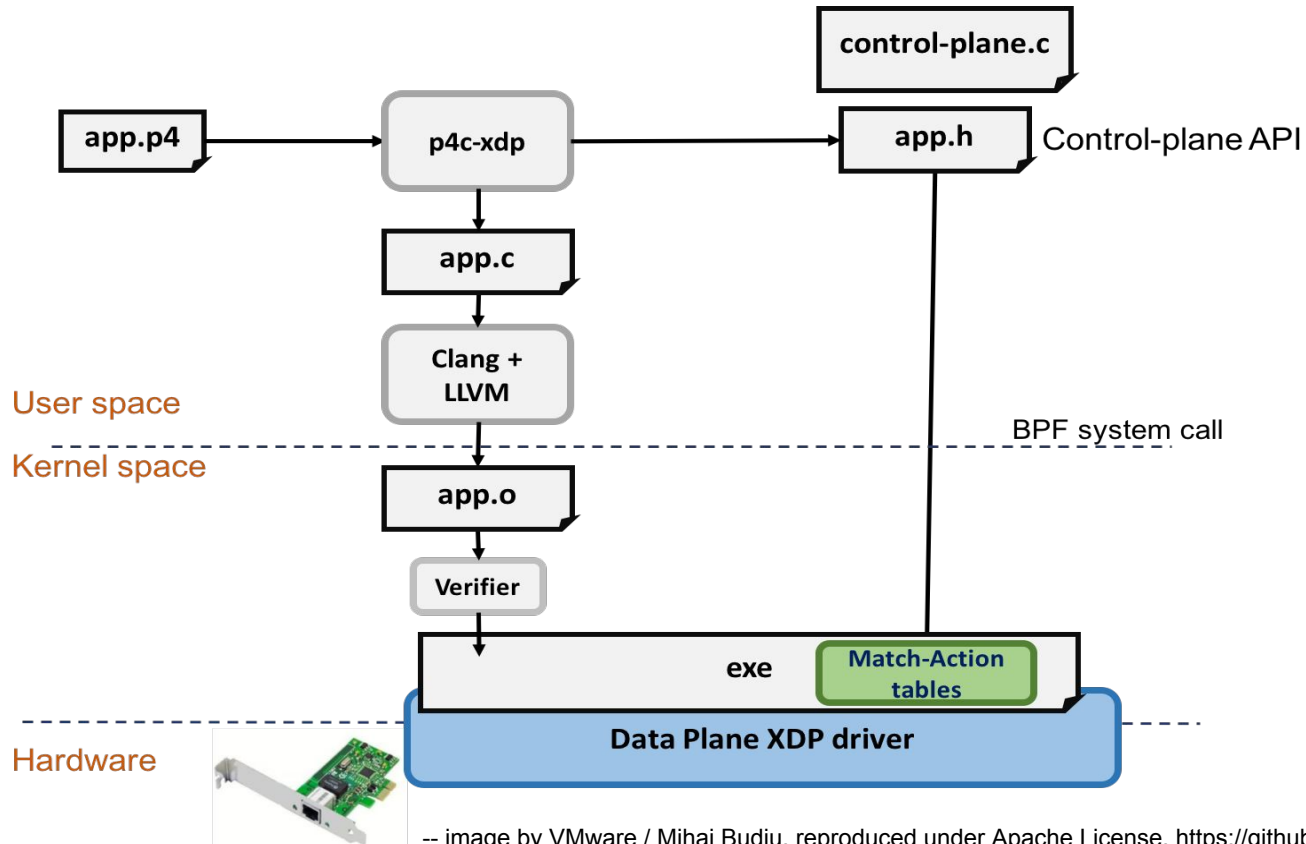 control-plane.c
app.p4
p4c-xdp
app.h
Control-plane API
app.c
Clang +
LLVM
User space
BPF system call
Kernel space
app.o
Verifier
exe
Match-Action
tables
Data Plane XDP driver
Hardware
-- image by VMware / Mihai Budiu, reproduced under Apache License, https://gith